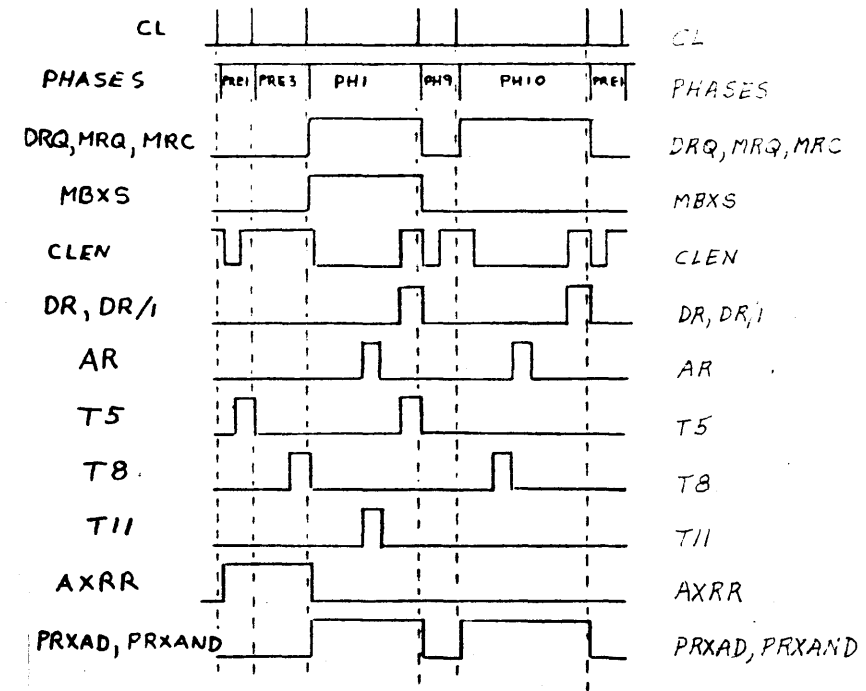 CL CL
PHASES PRE1 PRE3 PH1 PH9 PH10 PRE1 PHASES
DRQ, MRQ, MRC DRQ, MRQ, MRC
MBXS MBXS
CLEN CLEN
DR, DR/1 DR, DR/1
AR AR
T5 T5
T8 T8
T11 T11
AXRR AXRR
PRXAD, PRXAND PRXAD, PRXAND